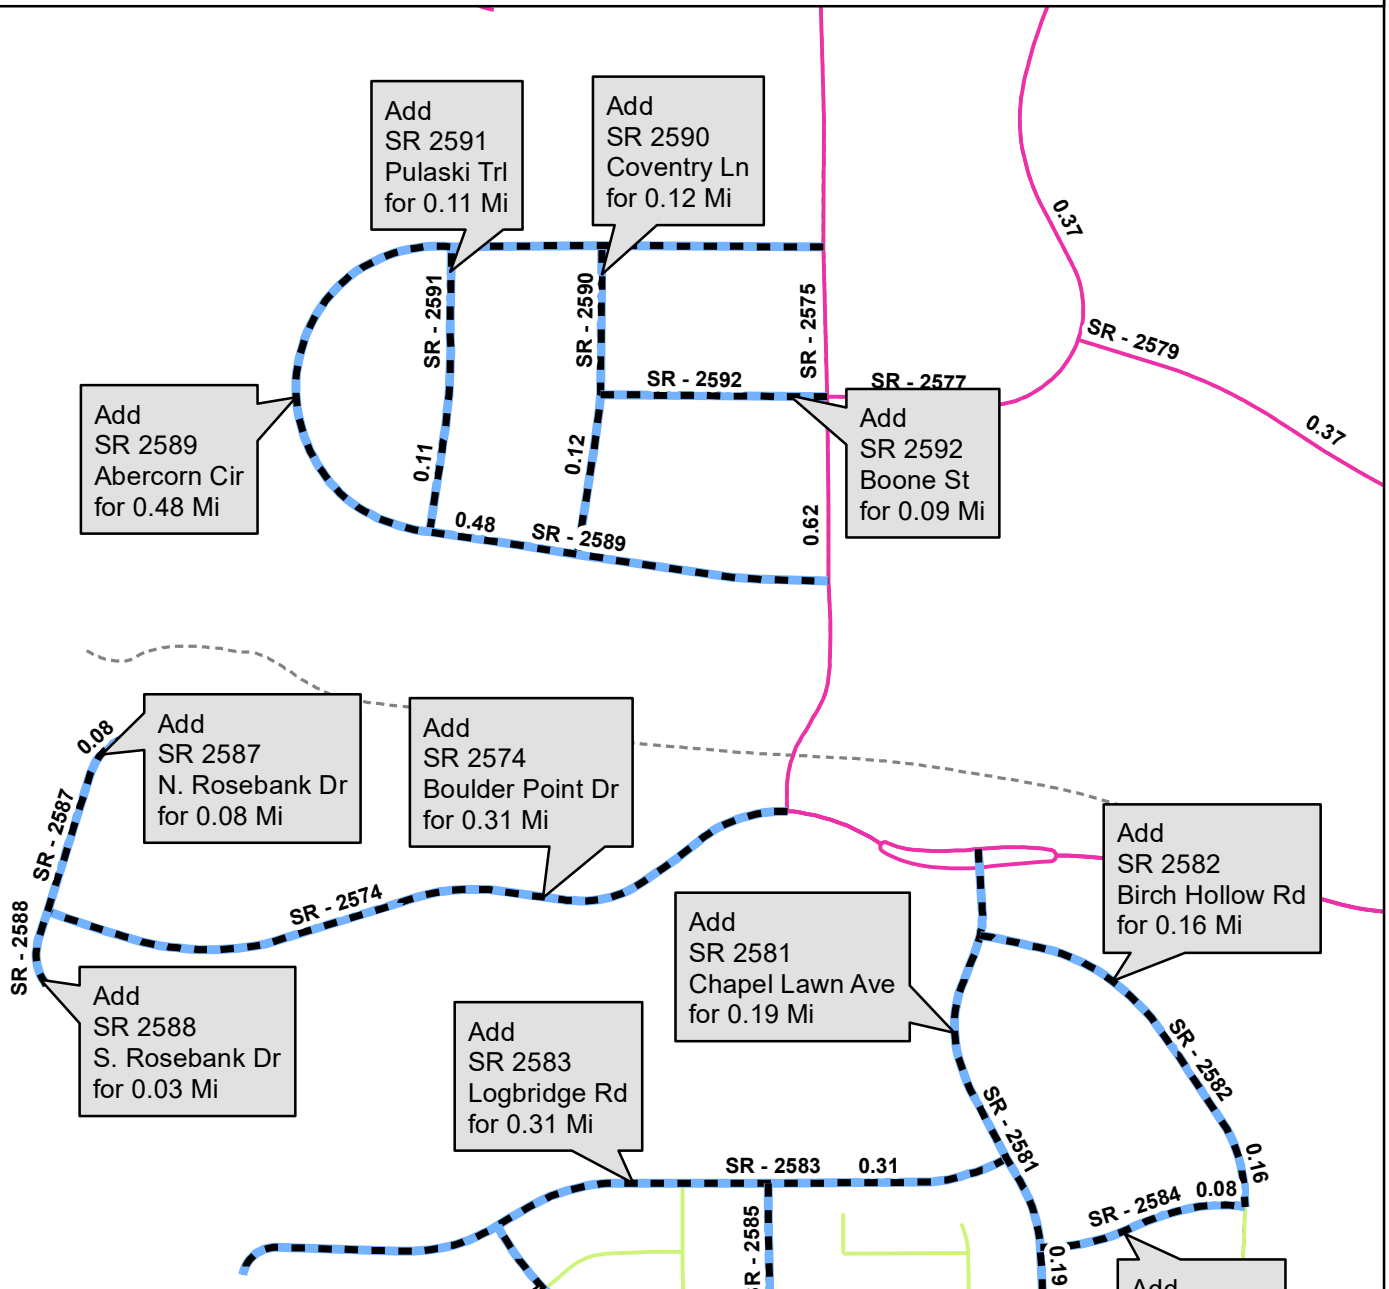 Add
SR 2591
Pulaski Trl
for 0.11 Mi
Add
SR 2590
Coventry Ln
for 0.12 Mi
0.37
SR - 2591
SR - 2590
SR - 2575
SR - 2579
SR - 2592
SR - 2577
Add
SR 2589
Abercorn Cir
for 0.48 Mi
Add
SR 2592
Boone St
for 0.09 Mi
0.37
0.11
0.12
0.48
SR - 2589
0.62
0.08
Add
SR 2587
N. Rosebank Dr
for 0.08 Mi
Add
SR 2574
Boulder Point Dr
for 0.31 Mi
SR - 2587
Add
SR 2582
Birch Hollow Rd
for 0.16 Mi
SR - 2574
SR - 2588
Add
SR 2581
Chapel Lawn Ave
for 0.19 Mi
Add
SR 2588
S. Rosebank Dr
for 0.03 Mi
Add
SR 2583
Logbridge Rd
for 0.31 Mi
SR - 2582
SR - 2581
SR - 2583
0.31
0.16
SR - 2584
0.08
R - 2585
0.19
Add